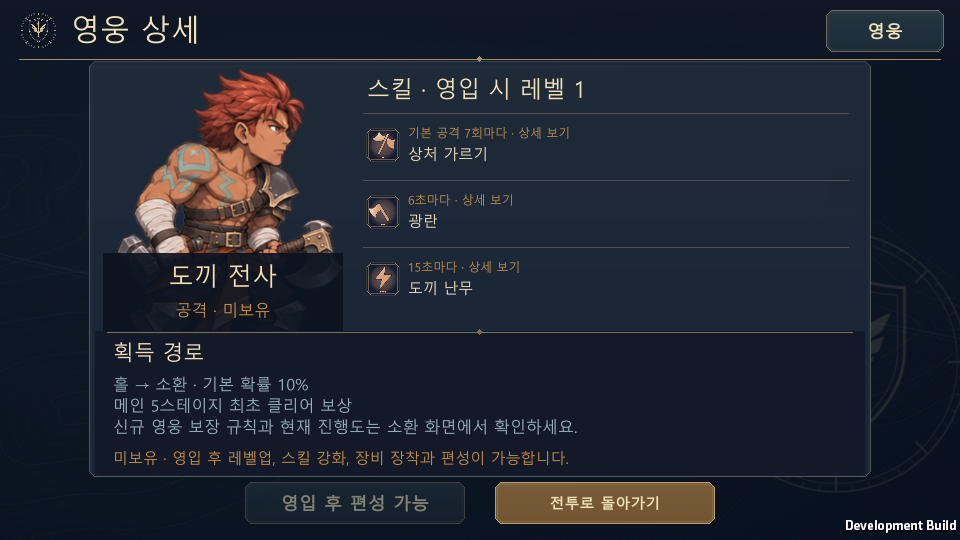 영웅 상세
영웅
스킬 · 영입 시 레벨 1
기본 공격 7회마다 · 상세 보기
상처 가르기
6초마다 · 상세 보기
광란
15초마다 · 상세 보기
도끼 난무
도끼 전사
공격 · 미보유
획득 경로
홀 → 소환 · 기본 확률 10%
메인 5스테이지 최초 클리어 보상
신규 영웅 보장 규칙과 현재 진행도는 소환 화면에서 확인하세요.
미보유 · 영입 후 레벨업, 스킬 강화, 장비 장착과 편성이 가능합니다.
영입 후 편성 가능
전투로 돌아가기
Development Build